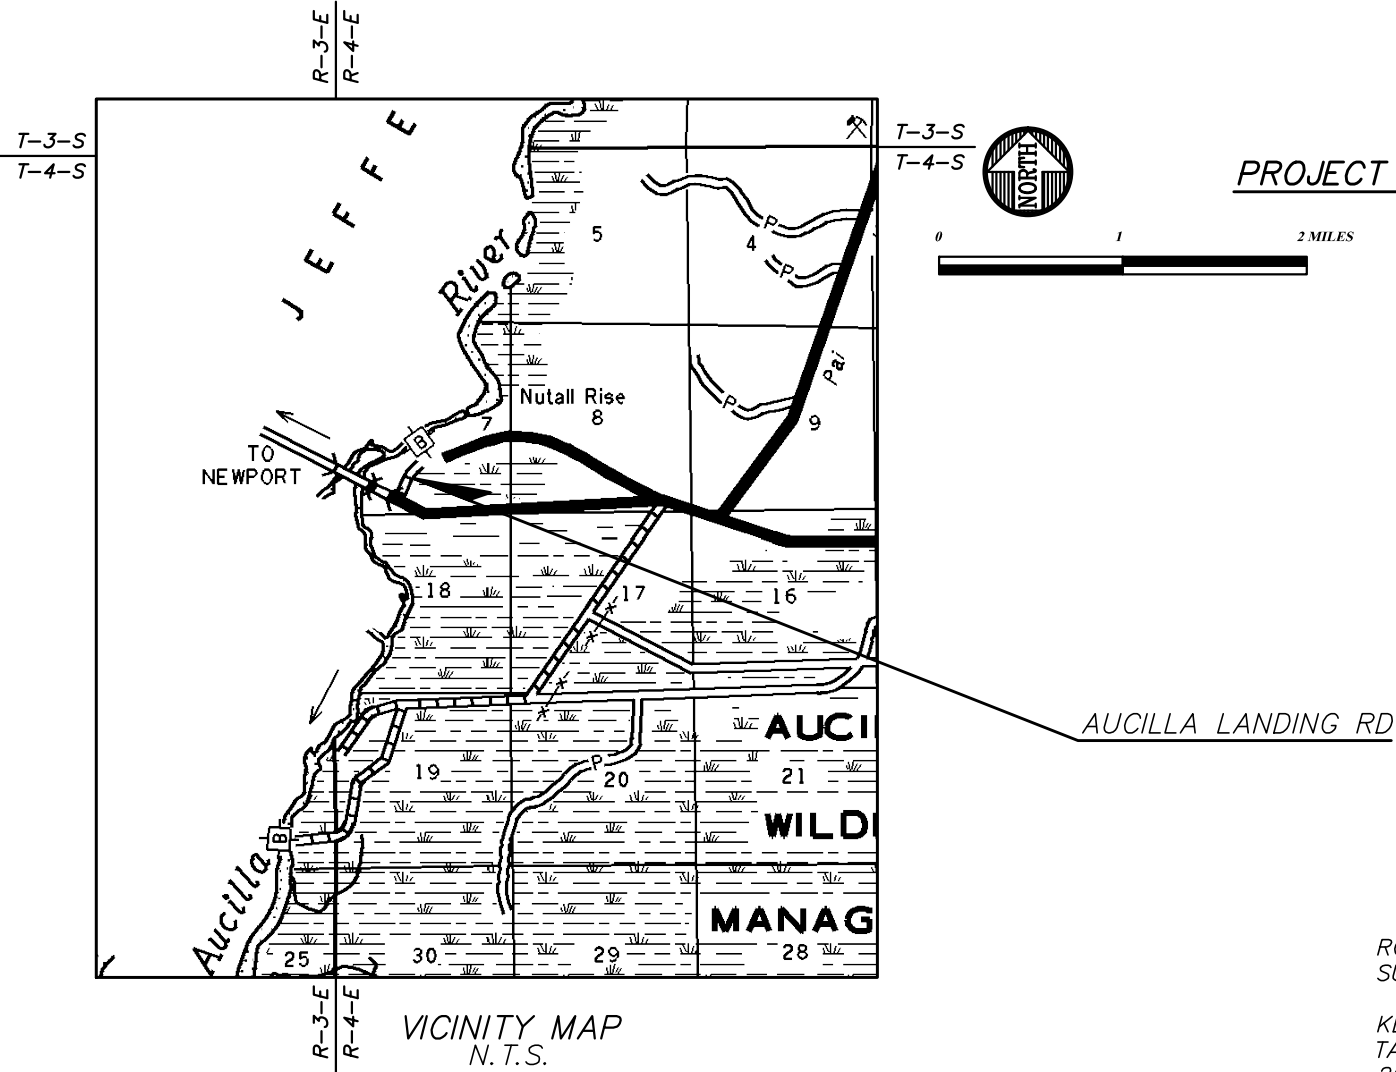 R-3-E
R-4-E
T-3-S
T-4-S
T-3-S
T-4-S
NORTH
PROJECT
0 1 2 MILES
JEFFE
River
5
4
P
P
Pai
Nutall Rise
7
8
P
9
B
TO
NEWPORT
18
17
16
AUCILLA LANDING RD
AUCI
19
P
20
21
WILD
B
Aucilla
MANAG
25
30
29
28
R-3-E
R-4-E
VICINITY MAP
N.T.S.